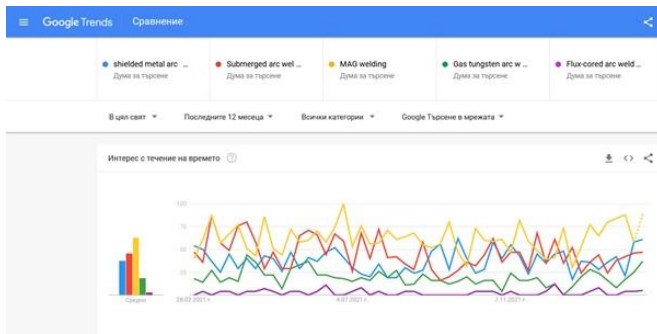 Google Trends Сравнение
shielded metal arc ...
Дума за търсене
Submerged arc wel ...
Дума за търсене
MAG welding
Дума за търсене
Gas tungsten arc w ...
Дума за търсене
Flux-cored arc weld ...
Дума за търсене
В цял свят Последните 12 месеца Всички категории Google Търсене в мрежата
Интерес с течение на времето
100
75
50
25
Средно
28.02.2021 г.
4.07.2021 г.
7.11.2021 г.